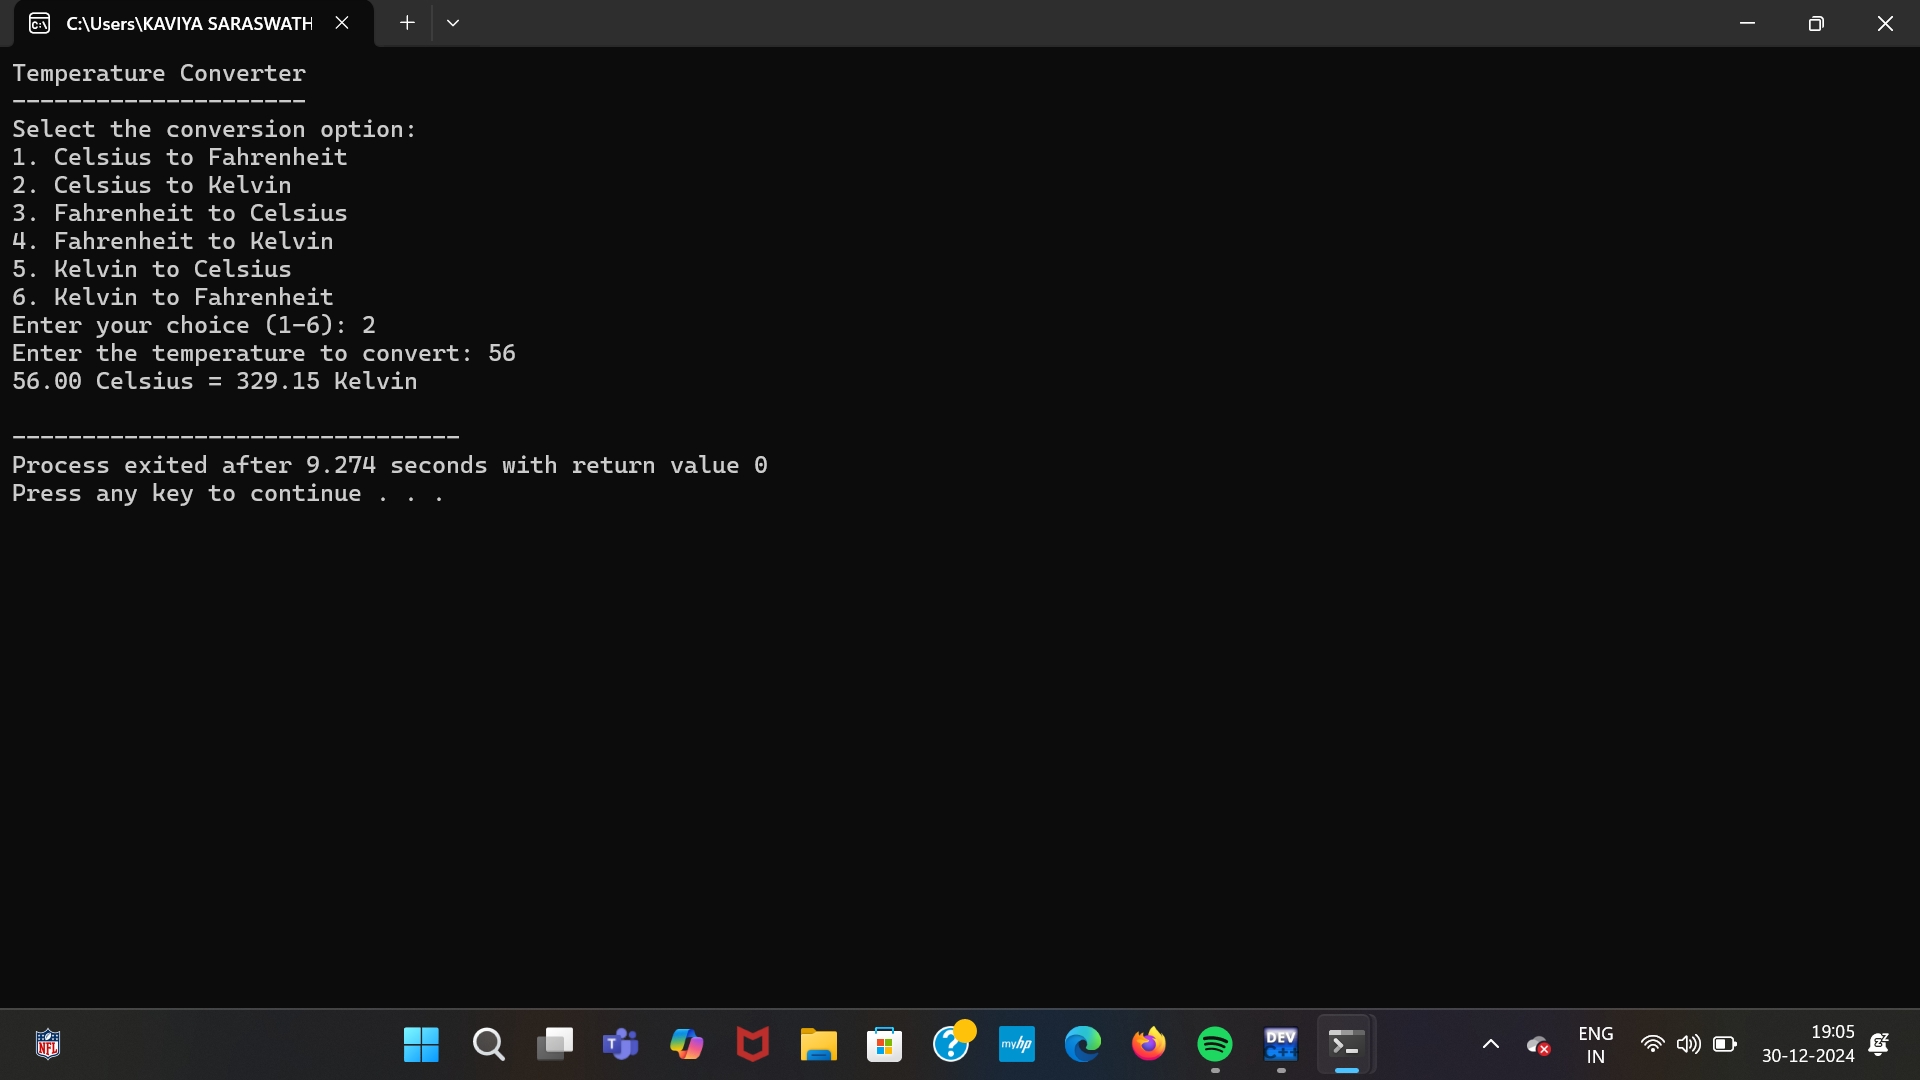 C:\Users\KAVIYA SARASWATH
Temperature Converter
---------------------
Select the conversion option:
1. Celsius to Fahrenheit
2. Celsius to Kelvin
3. Fahrenheit to Celsius
4. Fahrenheit to Kelvin
5. Kelvin to Celsius
6. Kelvin to Fahrenheit
Enter your choice (1-6): 2
Enter the temperature to convert: 56
56.00 Celsius = 329.15 Kelvin
--------------------------------
Process exited after 9.274 seconds with return value 0
Press any key to continue . . .
NFL
T
?
myhp
DEV
C++
ENG
IN
19:05
30-12-2024